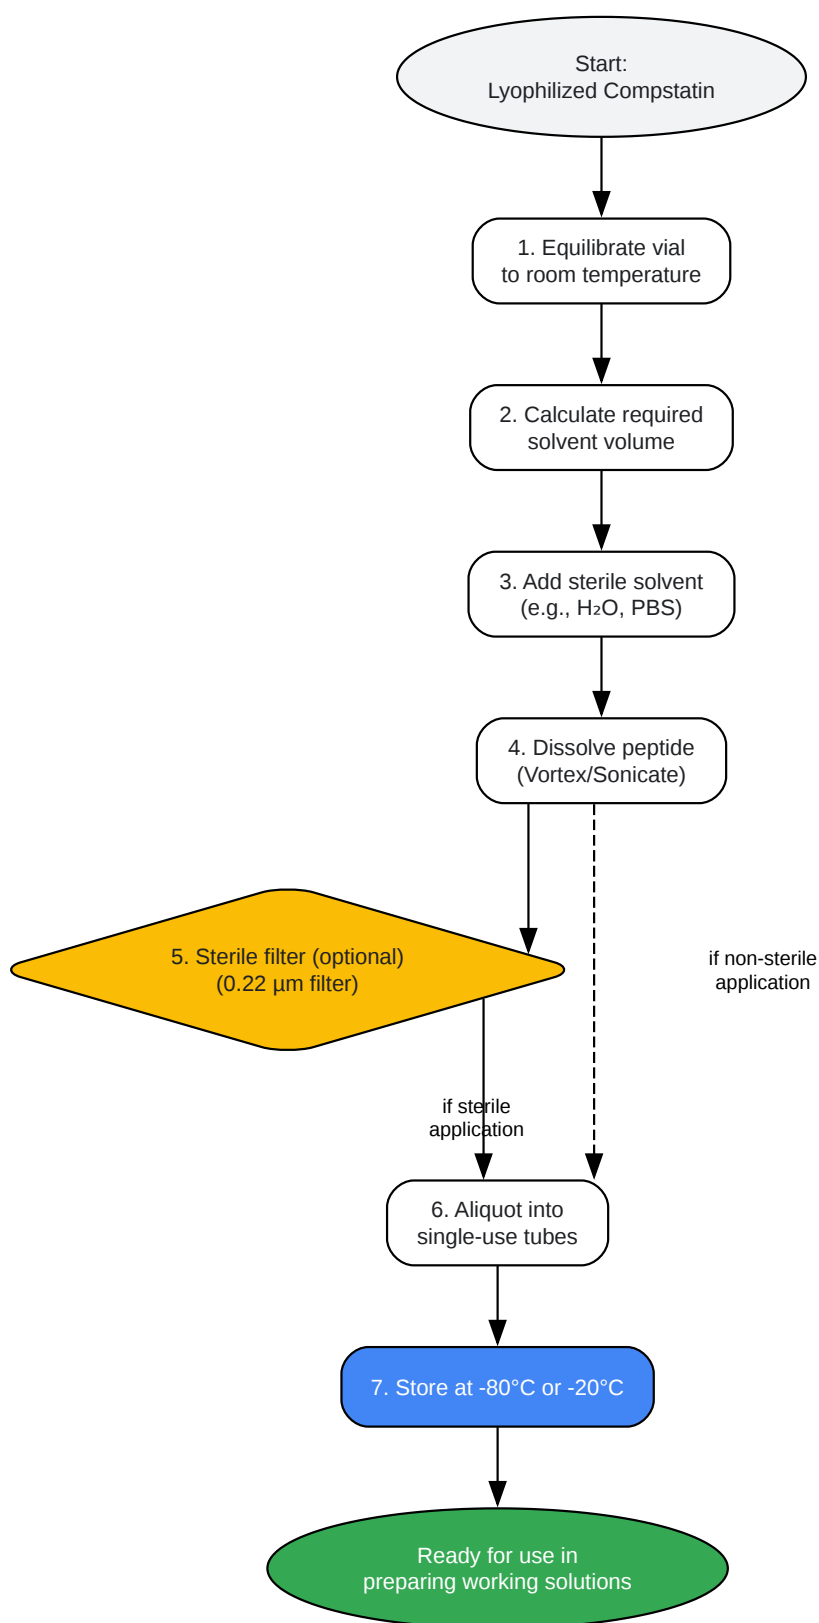 Start:
Lyophilized Compstatin
1. Equilibrate vial
to room temperature
2. Calculate required
solvent volume
3. Add sterile solvent
(e.g., H₂O, PBS)
4. Dissolve peptide
(Vortex/Sonicate)
5. Sterile filter (optional)
(0.22 µm filter)
if non-sterile
application
if sterile
application
6. Aliquot into
single-use tubes
7. Store at -80°C or -20°C
Ready for use in
preparing working solutions